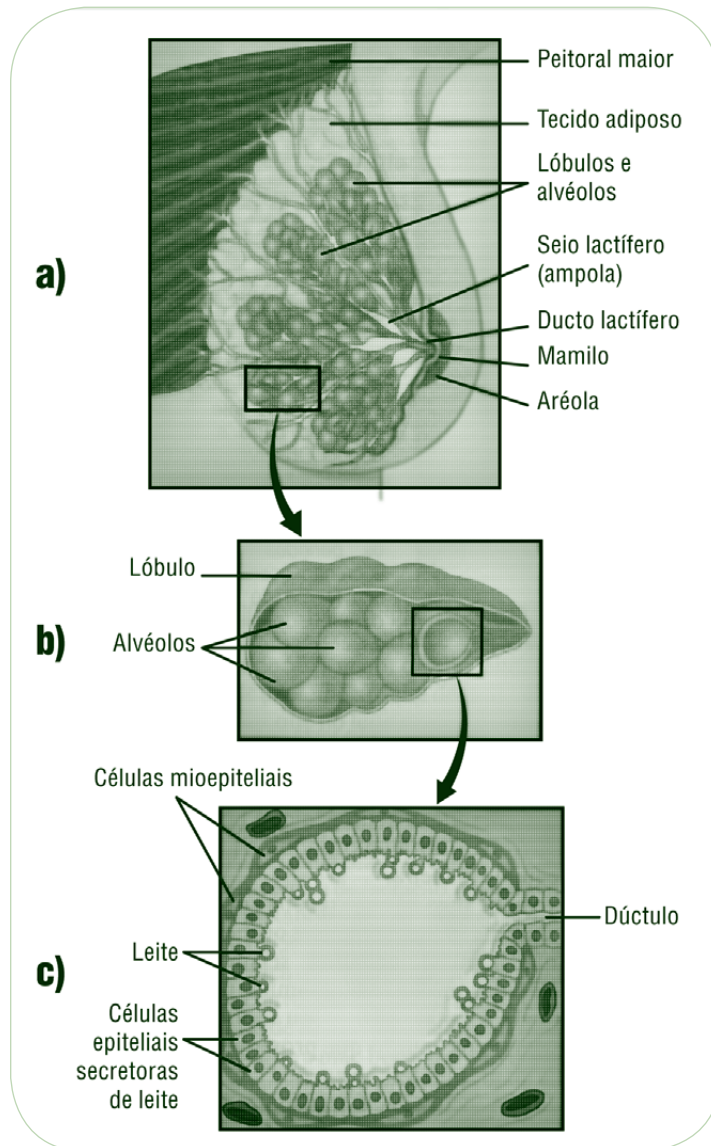 a)
Peitoral maior
Tecido adiposo
Lóbulos e
alvéolos
Seio lactífero
(ampola)
Ducto lactífero
Mamilo
Aréola
b)
Lóbulo
Alvéolos
c)
Células mioepiteliais
Dúctulo
Leite
Células
epiteliais
secretoras
de leite